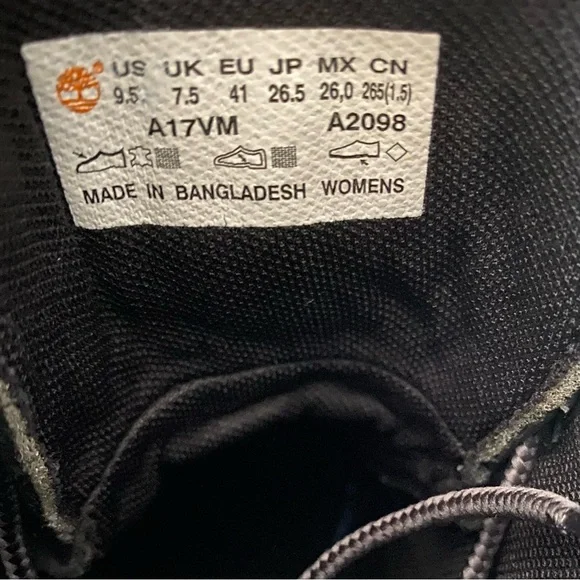 US UK EU JP MX CN
9.5 7.5 41 26.5 26,0 265(1.5)
A17VM A2098
MADE IN BANGLADESH WOMENS